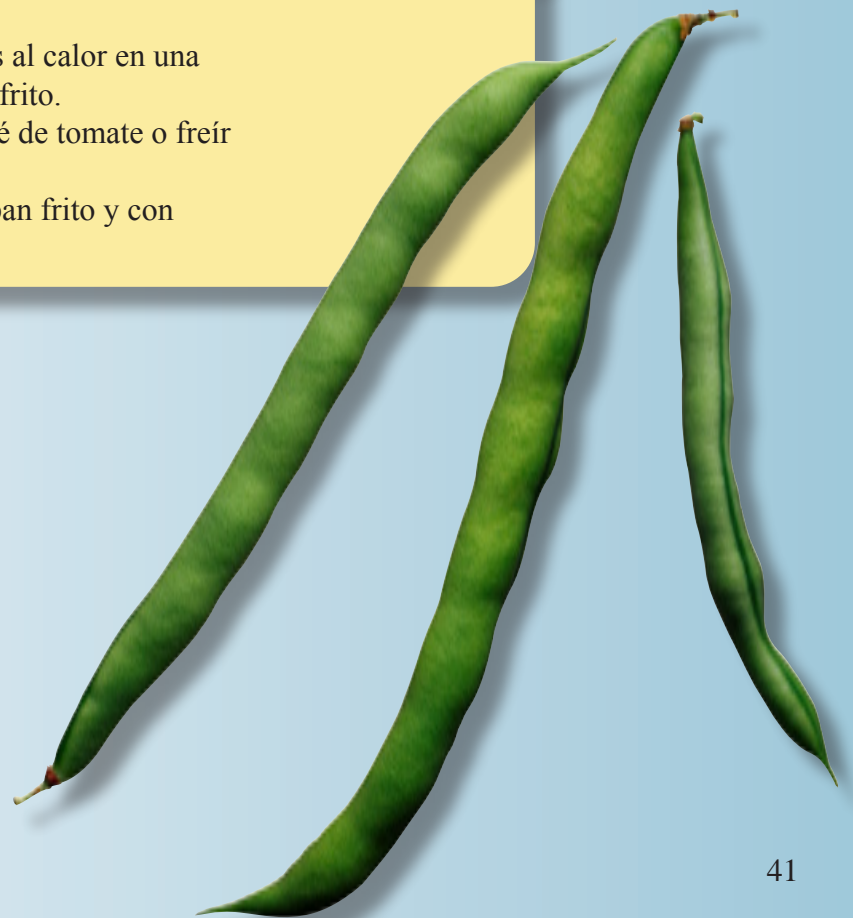 s al calor en una
frito.
é de tomate o freír
pan frito y con
41